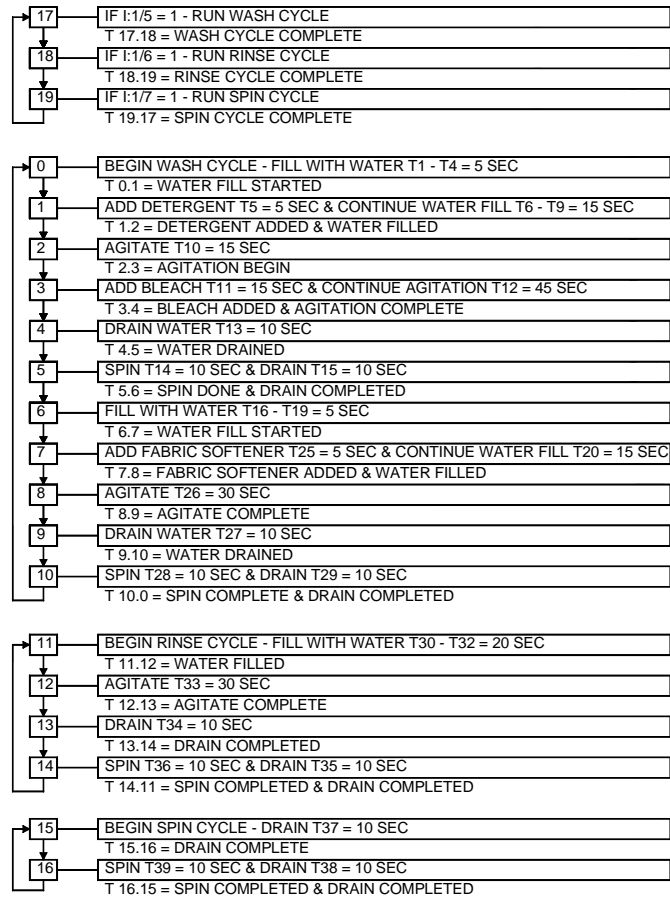 17 IF I:1/5 = 1 - RUN WASH CYCLE
T 17.18 = WASH CYCLE COMPLETE
18 IF I:1/6 = 1 - RUN RINSE CYCLE
T 18.19 = RINSE CYCLE COMPLETE
19 IF I:1/7 = 1 - RUN SPIN CYCLE
T 19.17 = SPIN CYCLE COMPLETE
0 BEGIN WASH CYCLE - FILL WITH WATER T1 - T4 = 5 SEC
T 0.1 = WATER FILL STARTED
1 ADD DETERGENT T5 = 5 SEC & CONTINUE WATER FILL T6 - T9 = 15 SEC
T 1.2 = DETERGENT ADDED & WATER FILLED
2 AGITATE T10 = 15 SEC
T 2.3 = AGITATION BEGIN
3 ADD BLEACH T11 = 15 SEC & CONTINUE AGITATION T12 = 45 SEC
T 3.4 = BLEACH ADDED & AGITATION COMPLETE
4 DRAIN WATER T13 = 10 SEC
T 4.5 = WATER DRAINED
5 SPIN T14 = 10 SEC & DRAIN T15 = 10 SEC
T 5.6 = SPIN DONE & DRAIN COMPLETED
6 FILL WITH WATER T16 - T19 = 5 SEC
T 6.7 = WATER FILL STARTED
7 ADD FABRIC SOFTENER T25 = 5 SEC & CONTINUE WATER FILL T20 = 15 SEC
T 7.8 = FABRIC SOFTENER ADDED & WATER FILLED
8 AGITATE T26 = 30 SEC
T 8.9 = AGITATE COMPLETE
9 DRAIN WATER T27 = 10 SEC
T 9.10 = WATER DRAINED
10 SPIN T28 = 10 SEC & DRAIN T29 = 10 SEC
T 10.0 = SPIN COMPLETE & DRAIN COMPLETED
11 BEGIN RINSE CYCLE - FILL WITH WATER T30 - T32 = 20 SEC
T 11.12 = WATER FILLED
12 AGITATE T33 = 30 SEC
T 12.13 = AGITATE COMPLETE
13 DRAIN T34 = 10 SEC
T 13.14 = DRAIN COMPLETED
14 SPIN T36 = 10 SEC & DRAIN T35 = 10 SEC
T 14.11 = SPIN COMPLETED & DRAIN COMPLETED
15 BEGIN SPIN CYCLE - DRAIN T37 = 10 SEC
T 15.16 = DRAIN COMPLETE
16 SPIN T39 = 10 SEC & DRAIN T38 = 10 SEC
T 16.15 = SPIN COMPLETED & DRAIN COMPLETED